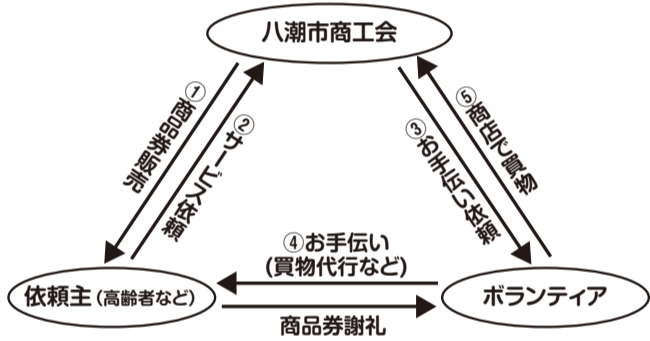 八潮市商工会
①商品券販売
②サービス依頼
③お手伝い依頼
⑤商店で買物
④お手伝い
(買物代行など)
依頼主(高齢者など)
ボランティア
商品券謝礼